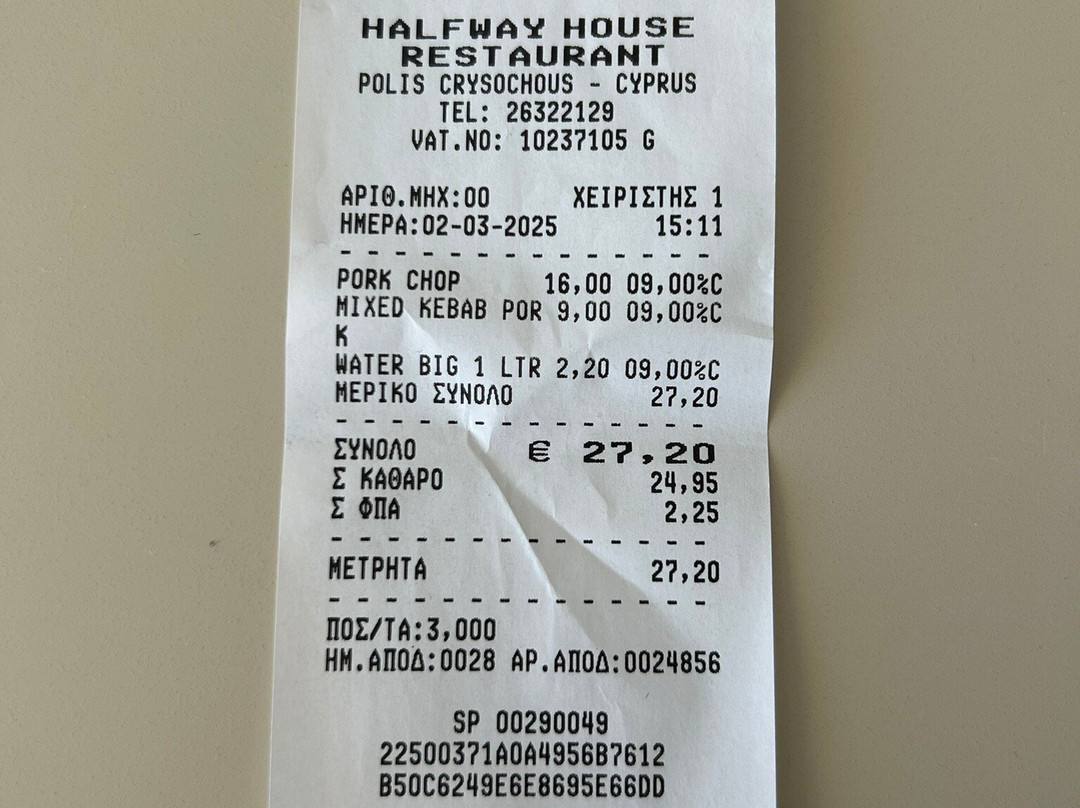 HALFWAY HOUSE
RESTAURANT
POLIS CRYSOCHOUS - CYPRUS
TEL: 26322129
VAT.NO: 10237105 G
ΑΡΙΘ.ΜΗΧ:00 ΧΕΙΡΙΣΤΗΣ 1
ΗΜΕΡΑ:02-03-2025 15:11
- - - - - - - - - - - - - -
PORK CHOP 16,00 09,00%C
MIXED KEBAB POR 9,00 09,00%C
K
WATER BIG 1 LTR 2,20 09,00%C
ΜΕΡΙΚΟ ΣΥΝΟΛΟ 27,20
- - - - - - - - - - - - - -
ΣΥΝΟΛΟ € 27,20
Σ ΚΑΘΑΡΟ 24,95
Σ ΦΠΑ 2,25
- - - - - - - - - - - - - -
ΜΕΤΡΗΤΑ 27,20
- - - - - - - - - - - - - -
ΠΟΣ/ΤΑ:3,000
ΗΜ.ΑΠΟΔ:0028 ΑΡ.ΑΠΟΔ:0024856
SP 00290049
22500371A0A4956B7612
B50C6249E6E8695E66DD